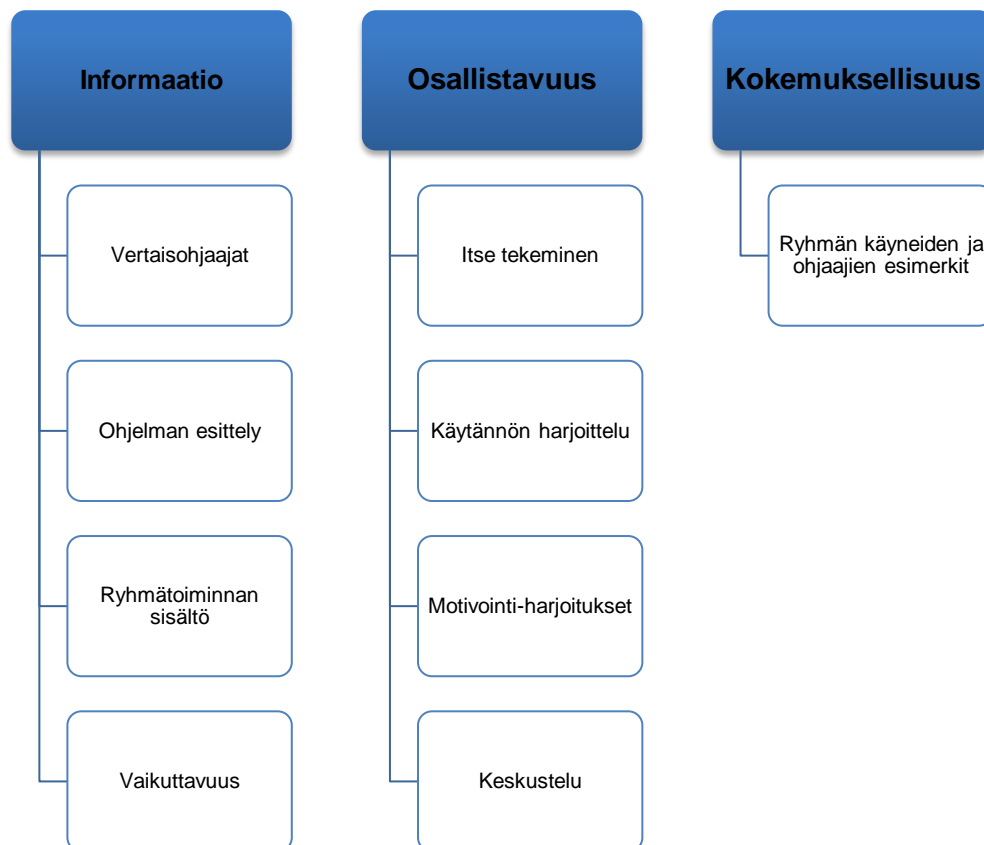 Informaatio
Vertaisohjaajat
Ohjelman esittely
Ryhmätoiminnan
sisältö
Vaikuttavuus
Osallistavuus
Itse tekeminen
Käytännön harjoittelu
Motivointi-harjoitukset
Keskustelu
Kokemuksellisuus
Ryhmän käyneiden ja
ohjaajien esimerkit